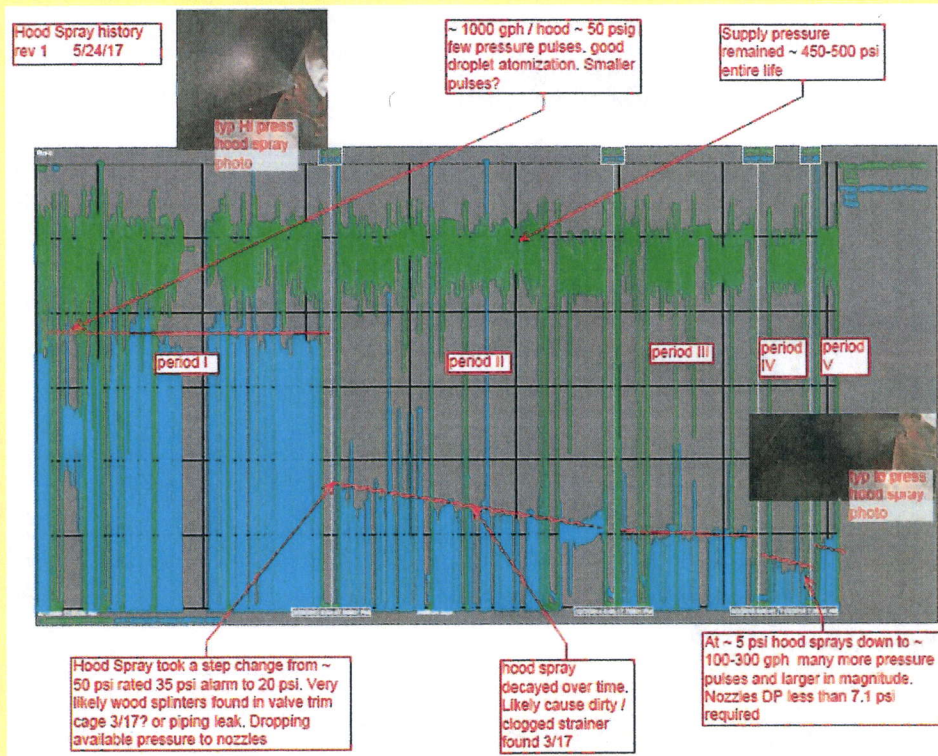 Hood Spray history
rev 1 5/24/17
~ 1000 gph / hood ~ 50 psig
few pressure pulses. good
droplet atomization. Smaller
pulses?
Supply pressure
remained ~ 450-500 psi
entire life
typ Hi press
hood spray
photo
period I
period II
period III
period
IV
period
V
typ lo press
hood spray
photo
Hood Spray took a step change from ~
50 psi rated 35 psi alarm to 20 psi. Very
likely wood splinters found in valve trim
cage 3/17? or piping leak. Dropping
available pressure to nozzles
hood spray
decayed over time.
Likely cause dirty /
clogged strainer
found 3/17
At ~ 5 psi hood sprays down to ~
100-300 gph many more pressure
pulses and larger in magnitude.
Nozzles DP less than 7.1 psi
required